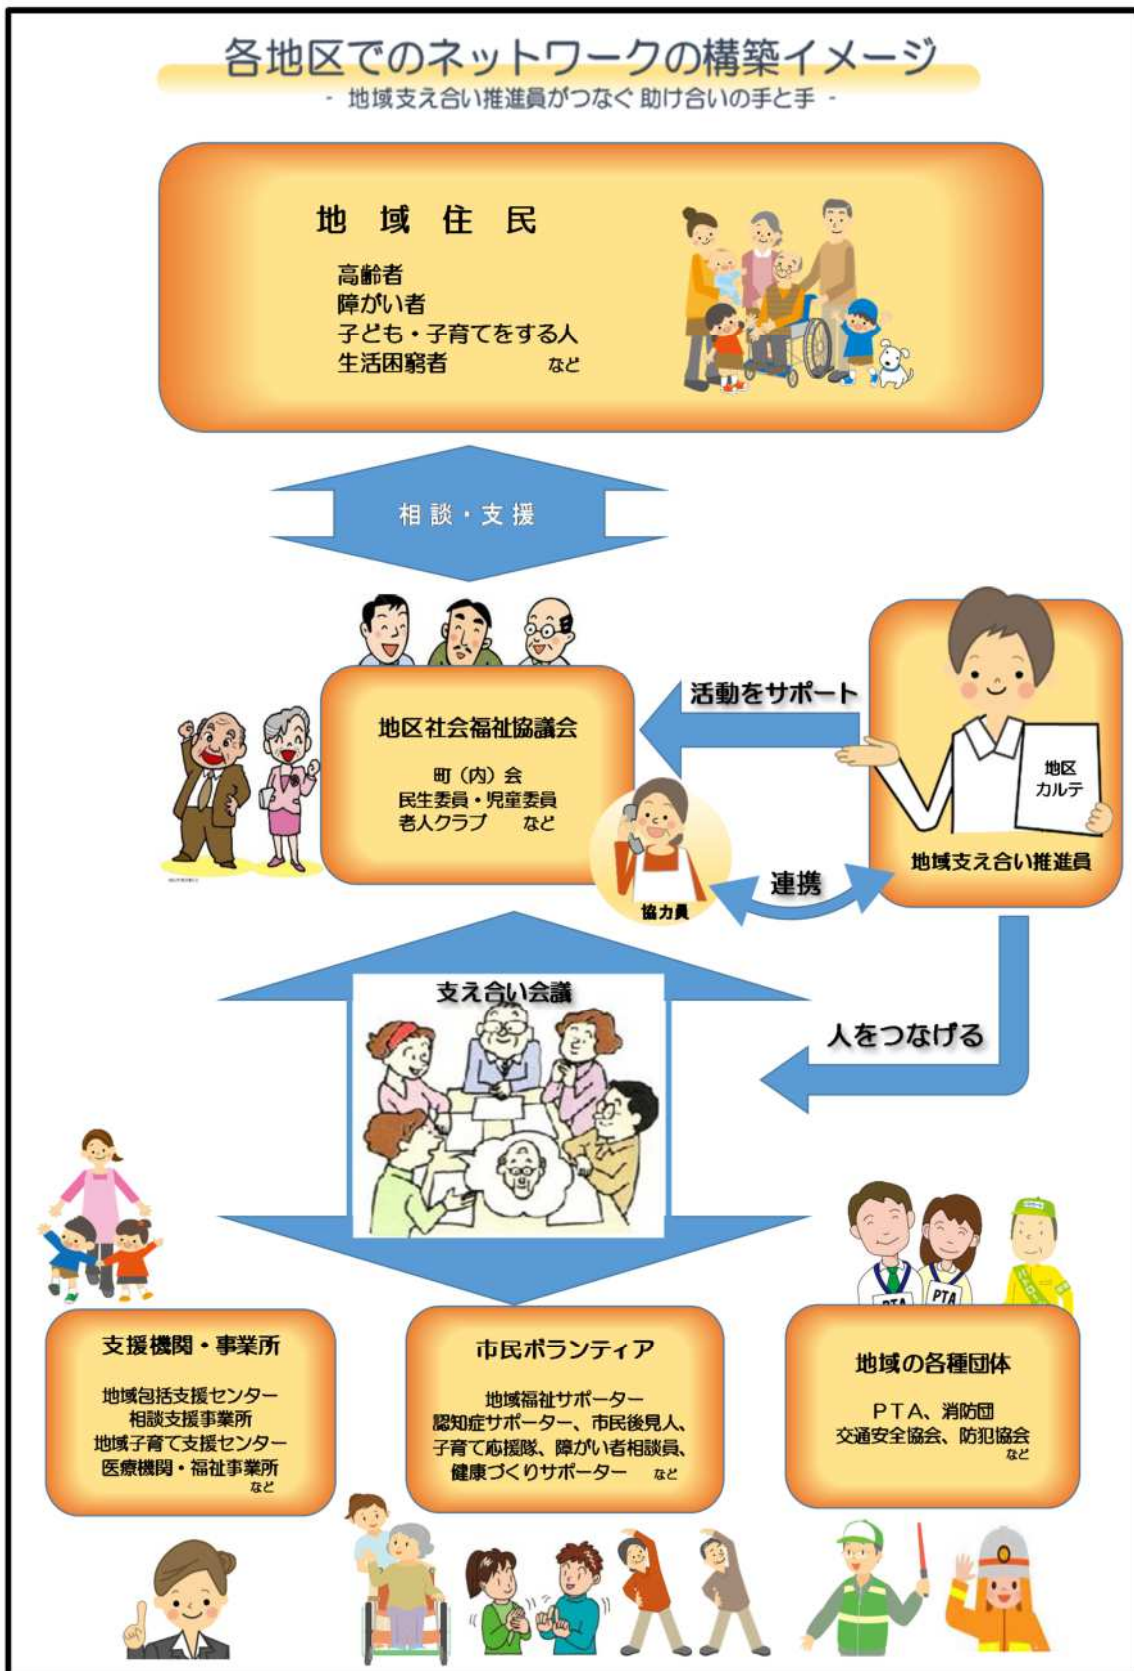 各地区でのネットワークの構築イメージ
- 地域支え合い推進員がつなぐ 助け合いの手と手 -
地域住民
高齢者
障がい者
子ども・子育てをする人
生活困窮者 など
相談・支援
活動をサポート
地区
カルテ
地域支え合い推進員
地区社会福祉協議会
町（内）会
民生委員・児童委員
老人クラブ など
協力員
連携
支え合い会議
人をつなげる
PTA
PTA
支援機関・事業所
地域包括支援センター
相談支援事業所
地域子育て支援センター
医療機関・福祉事業所
など
市民ボランティア
地域福祉サポーター
認知症サポーター、市民後見人、
子育て応援隊、障がい者相談員、
健康づくりサポーター など
地域の各種団体
ＰＴＡ、消防団
交通安全協会、防犯協会
など